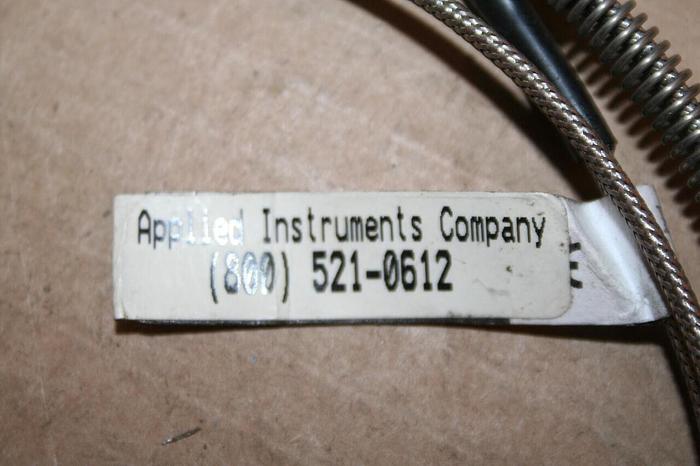 Applied Instruments Company
(800) 521-0612